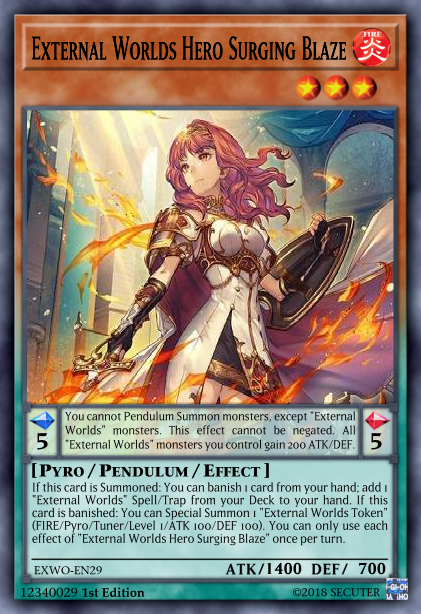 External Worlds Hero Surging Blaze
FIRE
炎
You cannot Pendulum Summon monsters, except "External
Worlds" monsters. This effect cannot be negated. All
"External Worlds" monsters you control gain 200 ATK/DEF.
5
5
[Pyro / Pendulum / Effect]
If this card is Summoned: You can banish 1 card from your hand; add 1
"External Worlds" Spell/Trap from your Deck to your hand. If this
card is banished: You can Special Summon 1 "External Worlds Token"
(FIRE/Pyro/Tuner/Level 1/ATK 100/DEF 100). You can only use each
effect of "External Worlds Hero Surging Blaze" once per turn.
EXWO-EN29
ATK/1400 DEF/ 700
12340029 1st Edition
©2018 SECUTER